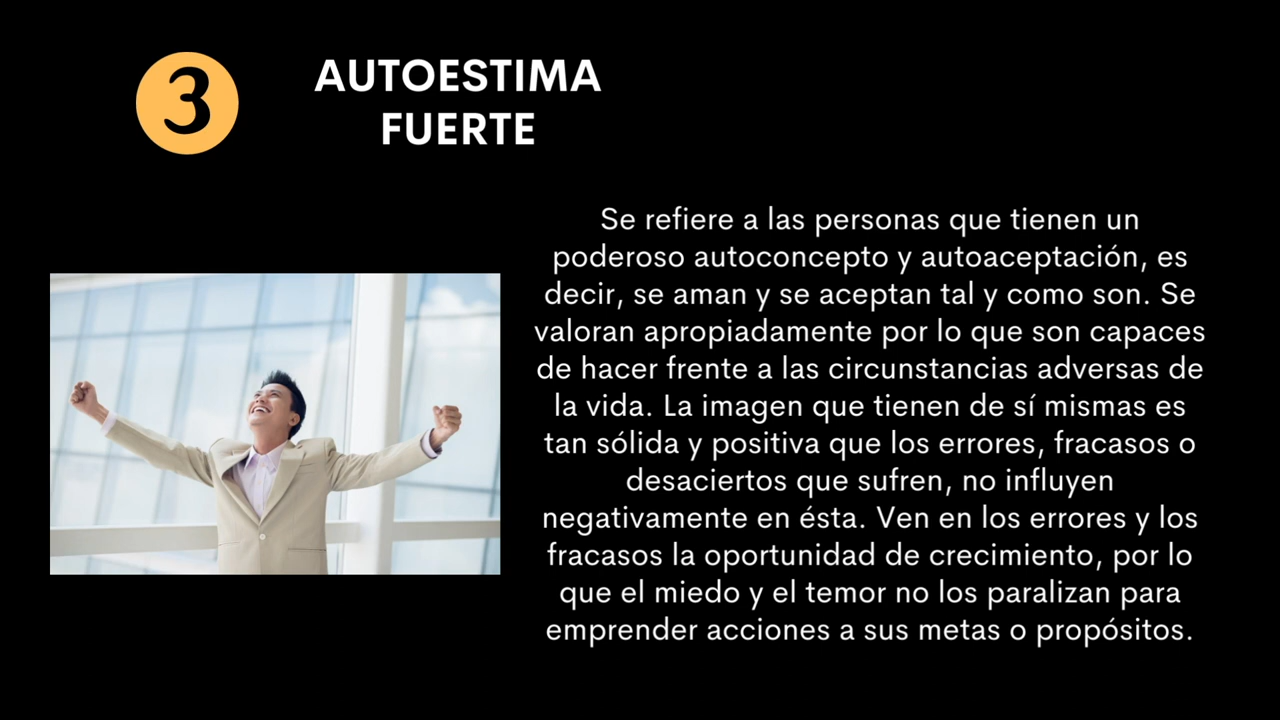 3
AUTOESTIMA
FUERTE
Se refiere a las personas que tienen un
poderoso autoconcepto y autoaceptación, es
decir, se aman y se aceptan tal y como son. Se
valoran apropiadamente por lo que son capaces
de hacer frente a las circunstancias adversas de
la vida. La imagen que tienen de sí mismas es
tan sólida y positiva que los errores, fracasos o
desaciertos que sufren, no influyen
negativamente en ésta. Ven en los errores y los
fracasos la oportunidad de crecimiento, por lo
que el miedo y el temor no los paralizan para
emprender acciones a sus metas o propósitos.